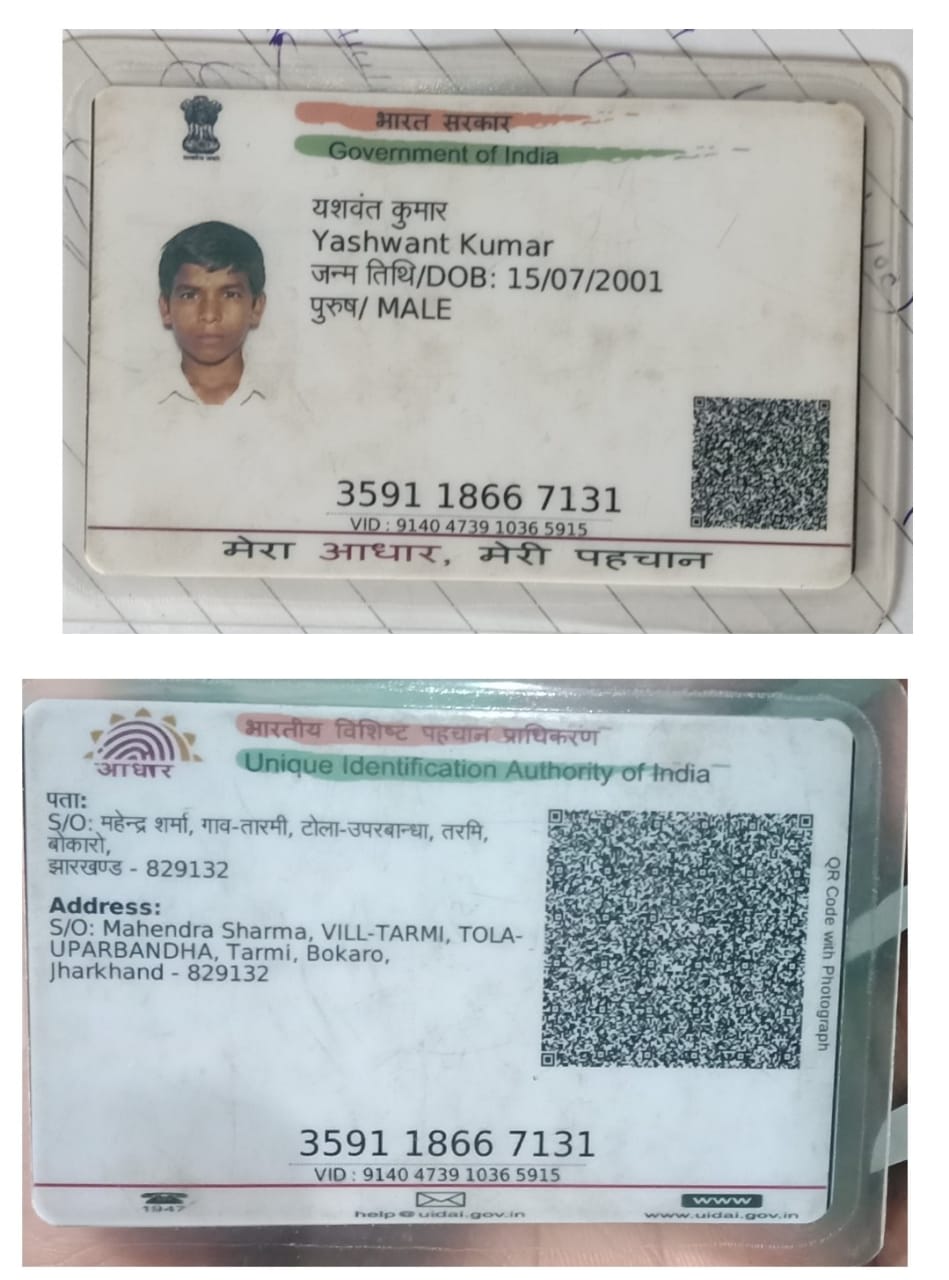 भारत सरकार
Government of India
यशवंत कुमार
Yashwant Kumar
जन्म तिथि/DOB: 15/07/2001
पुरुष/ MALE
3591 1866 7131
VID : 9140 4739 1036 5915
मेरा आधार, मेरी पहचान
आधार
भारतीय विशिष्ट पहचान प्राधिकरण
Unique Identification Authority of India
पता:
S/O: महेन्द्र शर्मा, गाव-तारमी, टोला-उपरबान्धा, तरमि,
बोकारो,
झारखण्ड - 829132
Address:
S/O: Mahendra Sharma, VILL-TARMI, TOLA-
UPARBANDHA, Tarmi, Bokaro,
Jharkhand - 829132
QR Code with Photograph
3591 1866 7131
VID : 9140 4739 1036 5915
1947
help@uidai.gov.in
www
www.uidai.gov.in